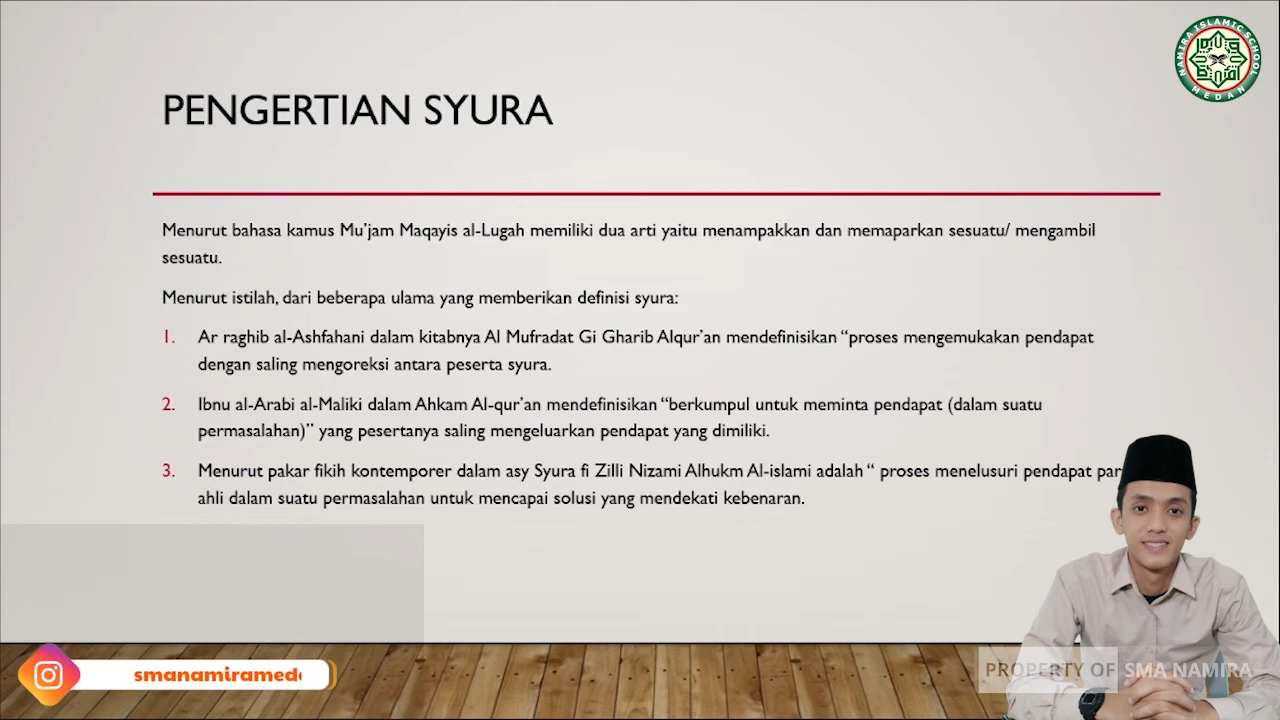 NAMIRA ISLAMIC SCHOOL
MEDAN
PENGERTIAN SYURA
Menurut bahasa kamus Mu'jam Maqayis al-Lugah memiliki dua arti yaitu menampakkan dan memaparkan sesuatu/ mengambil
sesuatu.
Menurut istilah, dari beberapa ulama yang memberikan definisi syura:
1. Ar raghib al-Ashfahani dalam kitabnya Al Mufradat Gi Gharib Alqur'an mendefinisikan “proses mengemukakan pendapat
dengan saling mengoreksi antara peserta syura.
2. Ibnu al-Arabi al-Maliki dalam Ahkam Al-qur'an mendefinisikan “berkumpul untuk meminta pendapat (dalam suatu
permasalahan)” yang pesertanya saling mengeluarkan pendapat yang dimiliki.
3. Menurut pakar fikih kontemporer dalam asy Syura fi Zilli Nizami Alhukm Al-islami adalah “ proses menelusuri pendapat par
ahli dalam suatu permasalahan untuk mencapai solusi yang mendekati kebenaran.
smanamirameda
PROPERTY OF SMA NAMIRA